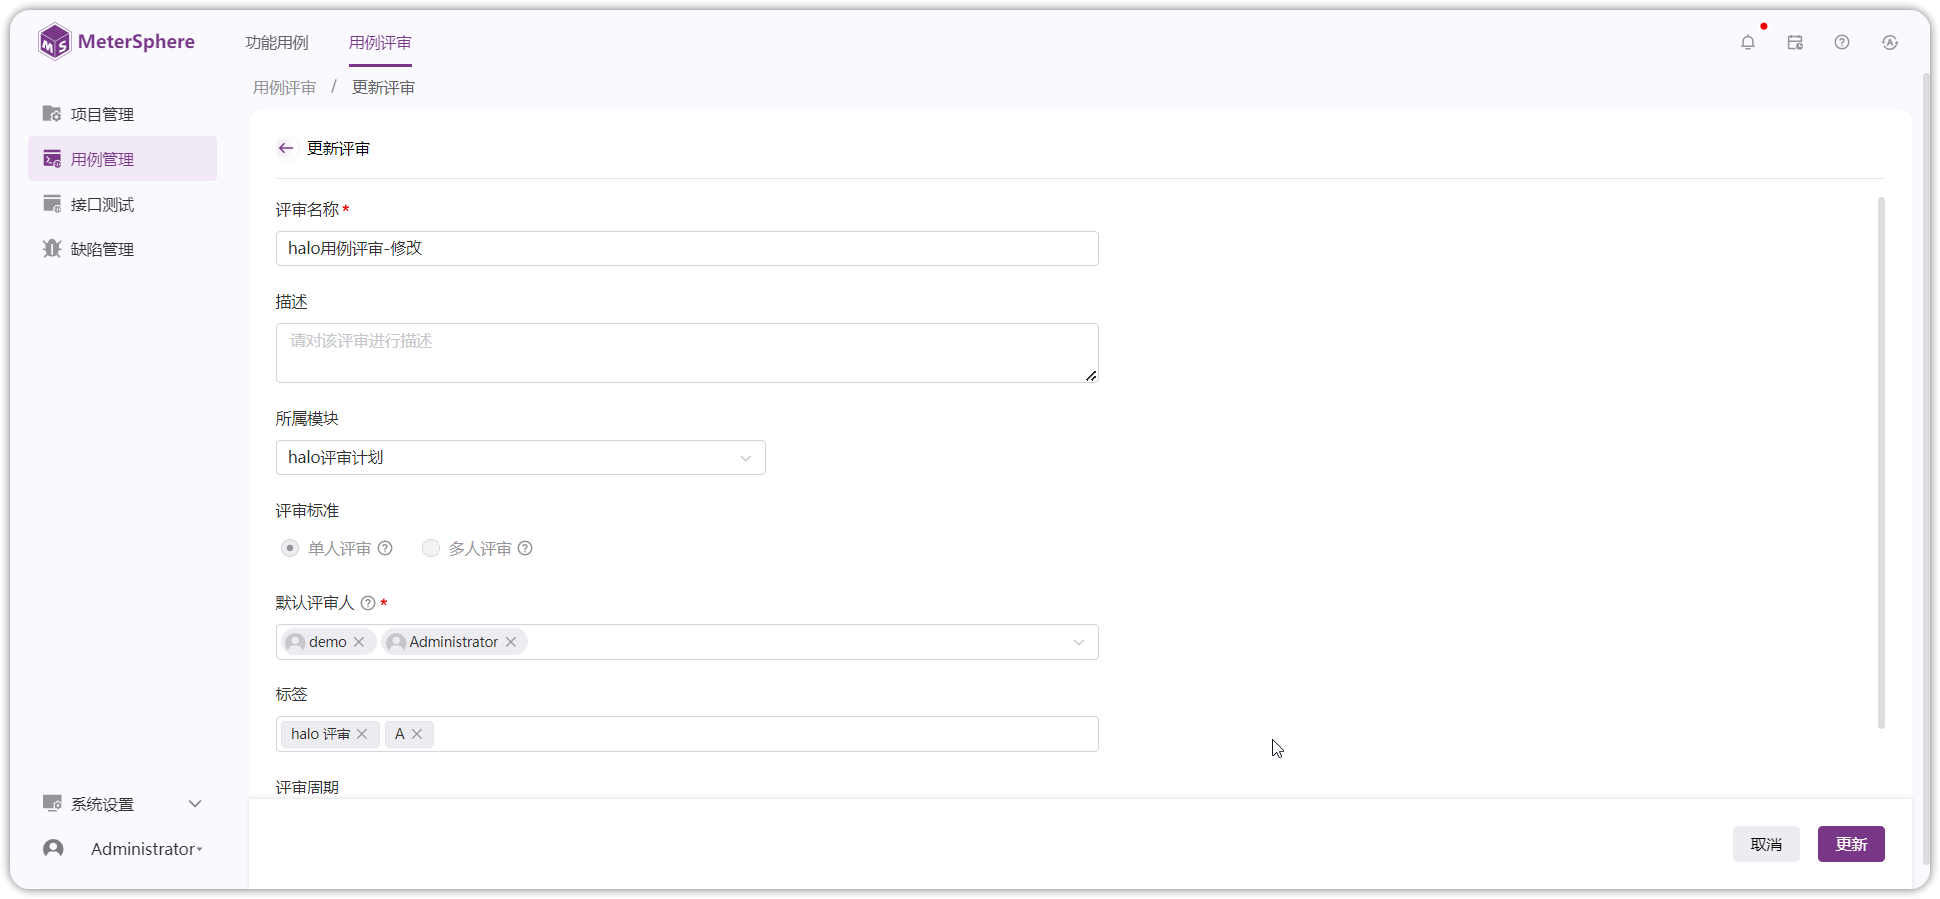 MeterSphere
功能用例
用例评审
用例评审 / 更新评审
项目管理
用例管理
接口测试
缺陷管理
系统设置
Administrator
更新评审
评审名称*
halo用例评审-修改
描述
请对该评审进行描述
所属模块
halo评审计划
评审标准
单人评审
多人评审
默认评审人 *
demo
Administrator
标签
halo 评审
A
评审周期
取消
更新